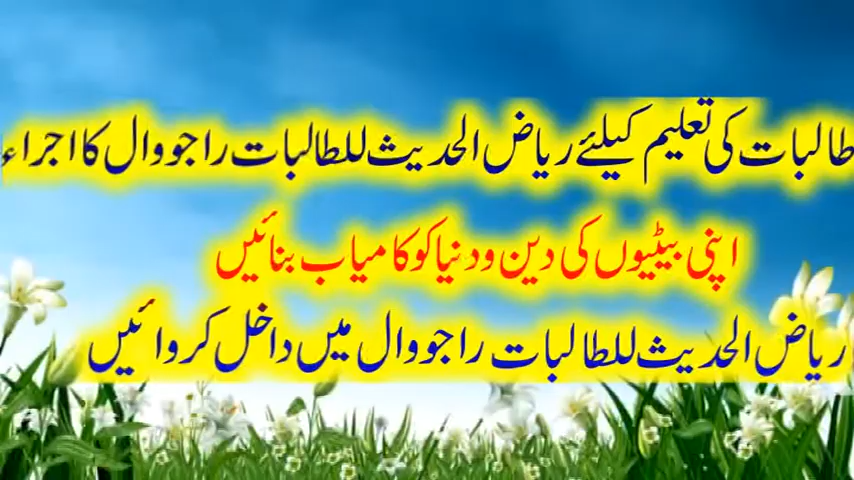 طالبات کی تعلیم کیلئے ریاض الحدیث للطالبات راجووال کا اجراء
اپنی بیٹیوں کی دین و دنیا کو کامیاب بنائیں
ریاض الحدیث للطالبات راجووال میں داخل کروائیں